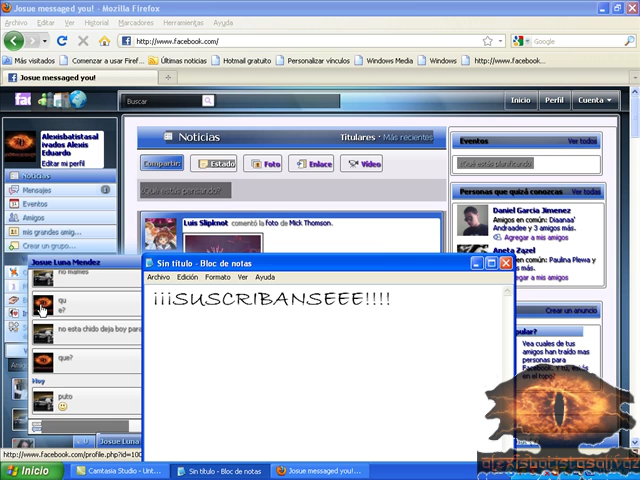 Josue messaged you! - Mozilla Firefox
Archivo Editar Ver Historial Marcadores Herramientas Ayuda
http://www.facebook.com/
Google
Más visitados Comenzar a usar Firef... Últimas noticias Hotmail gratuito Personalizar vínculos Windows Media Windows http://www.facebook...
Josue messaged you!
Buscar
Inicio Perfil Cuenta
Alexisbatistasal
ivados Alexis
Eduardo
Editar mi perfil
Noticias
Mensajes
Eventos
Amigos
mis grandes amig...
Crear un grupo...
Noticias
Titulares · Más recientes
Compartir: Estado Foto Enlace Video
¿Qué estás pensando?
Luis Slipknot comentó la foto de Mick Thomson.
Eventos Ver todos
¿Qué estás planificando?
Personas que quizá conozcas Ver todos
Daniel Garcia Jimenez
Amigos en común: Diaanaa'
Andraadee y 3 amigos más.
Agregar a mis amigos
Aneta Zazel
Amigos en común: Paulina Plewa y
Agregar a mis amigos
Crear un anuncio
pular?
Vea cuales de tus
amigos han traído mas
personas para
Josue Luna Mendez
no mames
qu
e?
no esta chido deja boy para
que?
Hoy
puto
Josue Luna
Sin título - Bloc de notas
Archivo Edición Formato Ver Ayuda
¡¡¡SUSCRIBANSEEE!!!!
alexisbatistasalivaz
http://www.facebook.com/profile.php?id=100
Inicio
Camtasia Studio - Unt...
Sin título - Bloc de notas
Josue messaged you!...